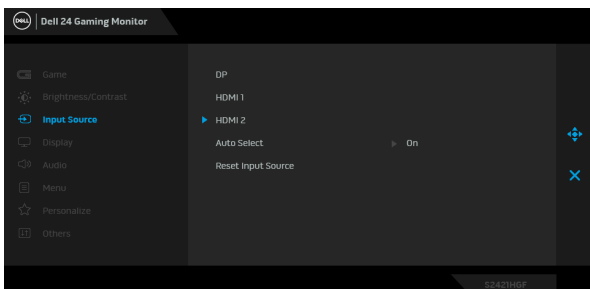 DELL
Dell 24 Gaming Monitor
Game
Brightness/Contrast
Input Source
Display
Audio
Menu
Personalize
Others
DP
HDMI 1
HDMI 2
Auto Select
On
Reset Input Source
S2421HGF